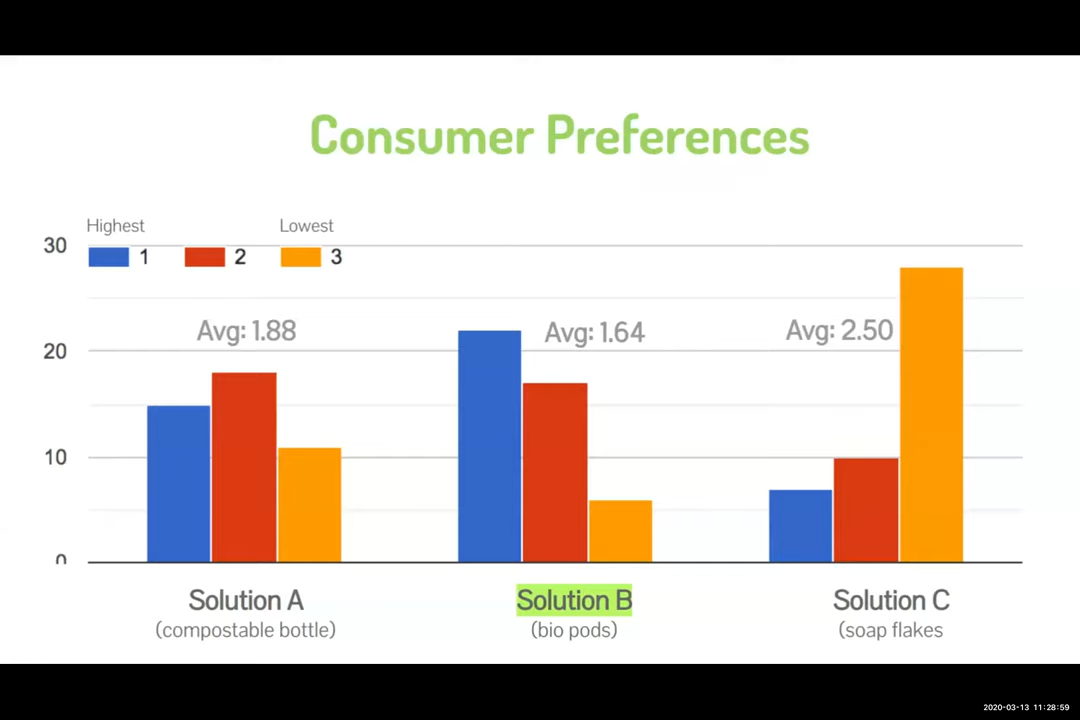 Consumer Preferences
Highest Lowest
30
1 2 3
Avg: 1.88 Avg: 1.64 Avg: 2.50
20
10
0
Solution A Solution B Solution C
(compostable bottle) (bio pods) (soap flakes
2020-03-13 11:28:59